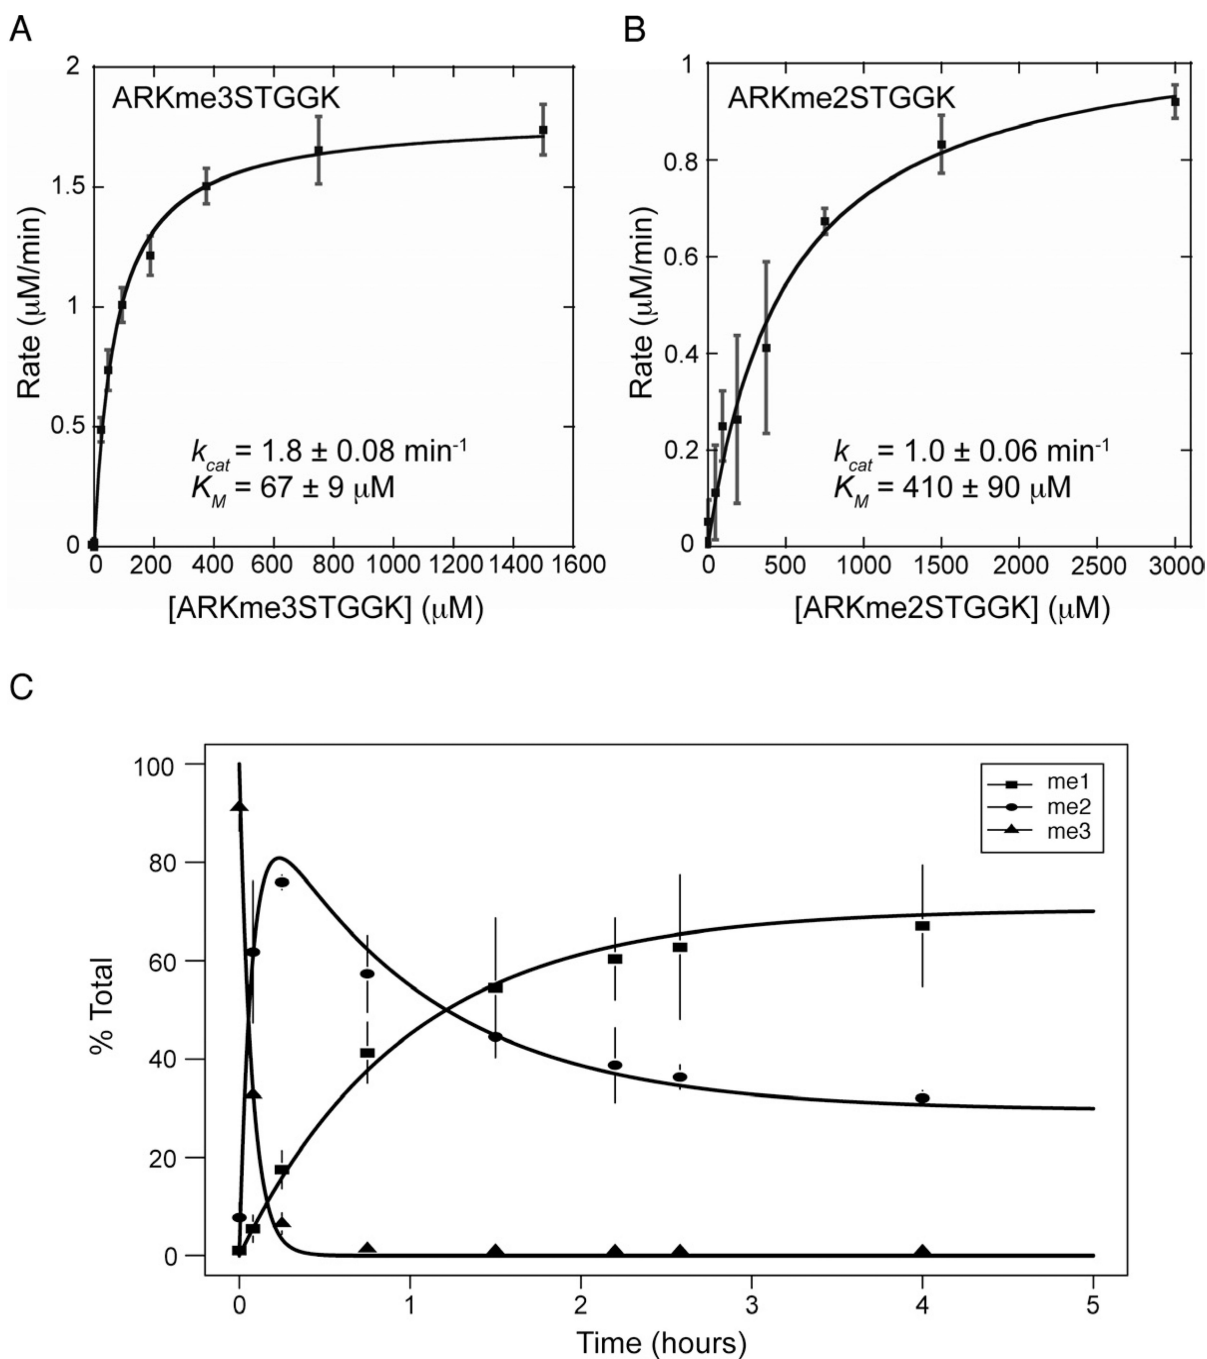 A
2
1.5
1
0.5
0
Rate (μM/min)
ARKme3STGGK
kcat = 1.8 ± 0.08 min-1
KM = 67 ± 9 μM
0 200 400 600 800 1000 1200 1400 1600
[ARKme3STGGK] (μM)
B
1
0.8
0.6
0.4
0.2
0
Rate (μM/min)
ARKme2STGGK
kcat = 1.0 ± 0.06 min-1
KM = 410 ± 90 μM
0 500 1000 1500 2000 2500 3000
[ARKme2STGGK] (μM)
C
100
80
60
40
20
0
% Total
me1
me2
me3
0 1 2 3 4 5
Time (hours)